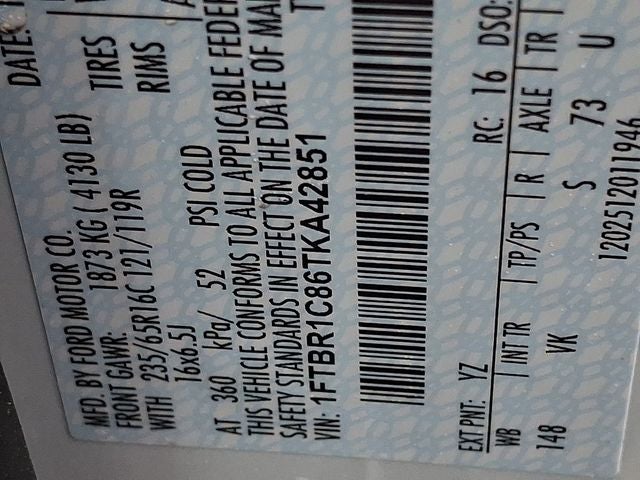 DATE:
MFD. BY FORD MOTOR CO.
FRONT GAWR: 1873 KG ( 4130 LB)
WITH 235/65R16C 121/119R TIRES
16x6.5J RIMS
AT 360 kPa/ 52 PSI COLD
THIS VEHICLE CONFORMS TO ALL APPLICABLE FEDER
SAFETY STANDARDS IN EFFECT ON THE DATE OF MA
VIN: 1FTBR1C86TKA42851 T
EXT PNT: YZ RC: 16 DSO:
WB | INT TR | TP/PS | R | AXLE | TR |
148 VK S 73 U
1202512011946